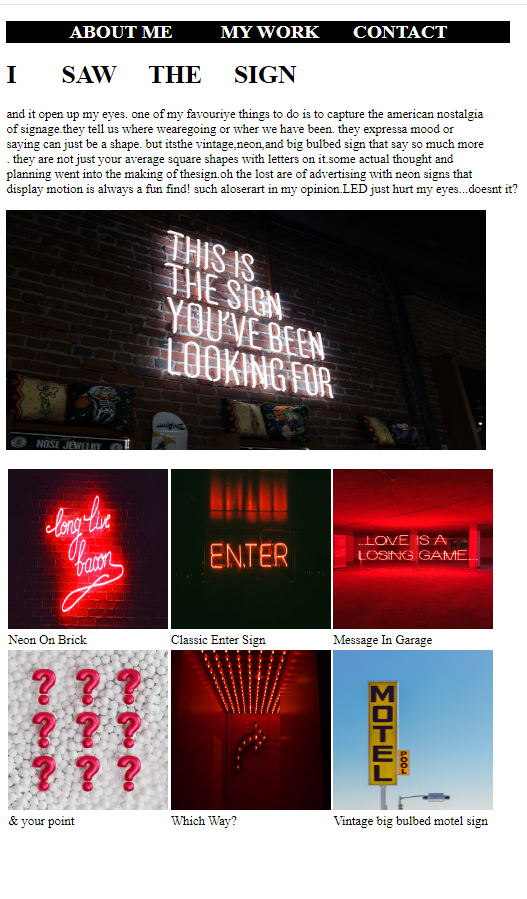 ABOUT ME MY WORK CONTACT
I SAW THE SIGN
and it open up my eyes. one of my favouriye things to do is to capture the american nostalgia
of signage.they tell us where wearegoing or wher we have been. they expressa mood or
saying can just be a shape. but itsthe vintage,neon,and big bulbed sign that say so much more
. they are not just your average square shapes with letters on it.some actual thought and
planning went into the making of thesign.oh the lost are of advertising with neon signs that
display motion is always a fun find! such aloserart in my opinion.LED just hurt my eyes...doesnt it?
THIS IS
THE SIGN
YOU'VE BEEN
LOOKING FOR
NOSE JEWELRY
long live
bacon
ENTER
...LOVE IS A
LOSING GAME...
Neon On Brick
Classic Enter Sign
Message In Garage
? ? ?
? ? ?
? ? ?
MOTEL
POOL
& your point
Which Way?
Vintage big bulbed motel sign